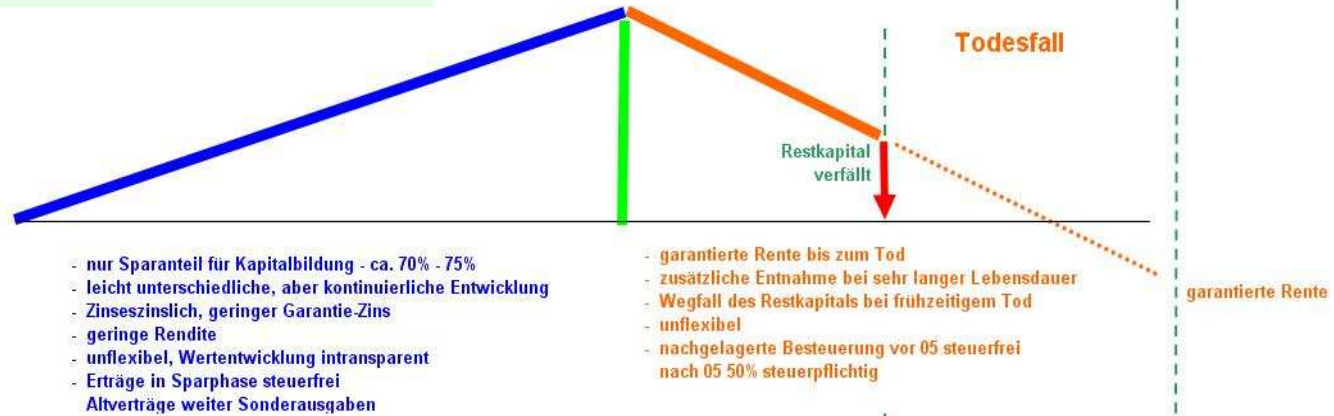 Todesfall
Restkapital
verfällt
- nur Sparanteil für Kapitalbildung - ca. 70% - 75%
- leicht unterschiedliche, aber kontinuierliche Entwicklung
- Zinseszinslich, geringer Garantie-Zins
- geringe Rendite
- unflexibel, Wertentwicklung intransparent
- Erträge in Sparphase steuerfrei
Altverträge weiter Sonderausgaben
- garantierte Rente bis zum Tod
- zusätzliche Entnahme bei sehr langer Lebensdauer
- Wegfall des Restkapitals bei frühzeitigem Tod
- unflexibel
- nachgelagerte Besteuerung vor 05 steuerfrei
nach 05 50% steuerpflichtig
garantierte Rente